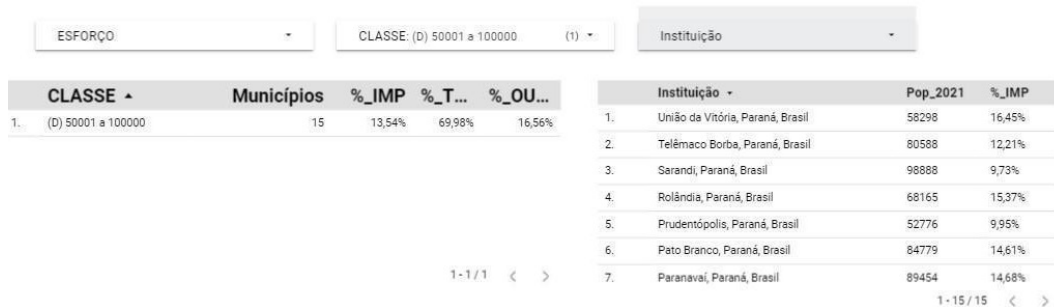 ESFORÇO
CLASSE: (D) 50001 a 100000 (1)
Instituição
CLASSE Municípios %_IMP %_T... %_OU...
1. (D) 50001 a 100000 15 13,54% 69,98% 16,56%
1 - 1 / 1
Instituição Pop_2021 %_IMP
1. União da Vitória, Paraná, Brasil 58298 16,45%
2. Telêmaco Borba, Paraná, Brasil 80588 12,21%
3. Sarandi, Paraná, Brasil 98888 9,73%
4. Rolândia, Paraná, Brasil 68165 15,37%
5. Prudentópolis, Paraná, Brasil 52776 9,95%
6. Pato Branco, Paraná, Brasil 84779 14,61%
7. Paranavaí, Paraná, Brasil 89454 14,68%
1 - 15 / 15